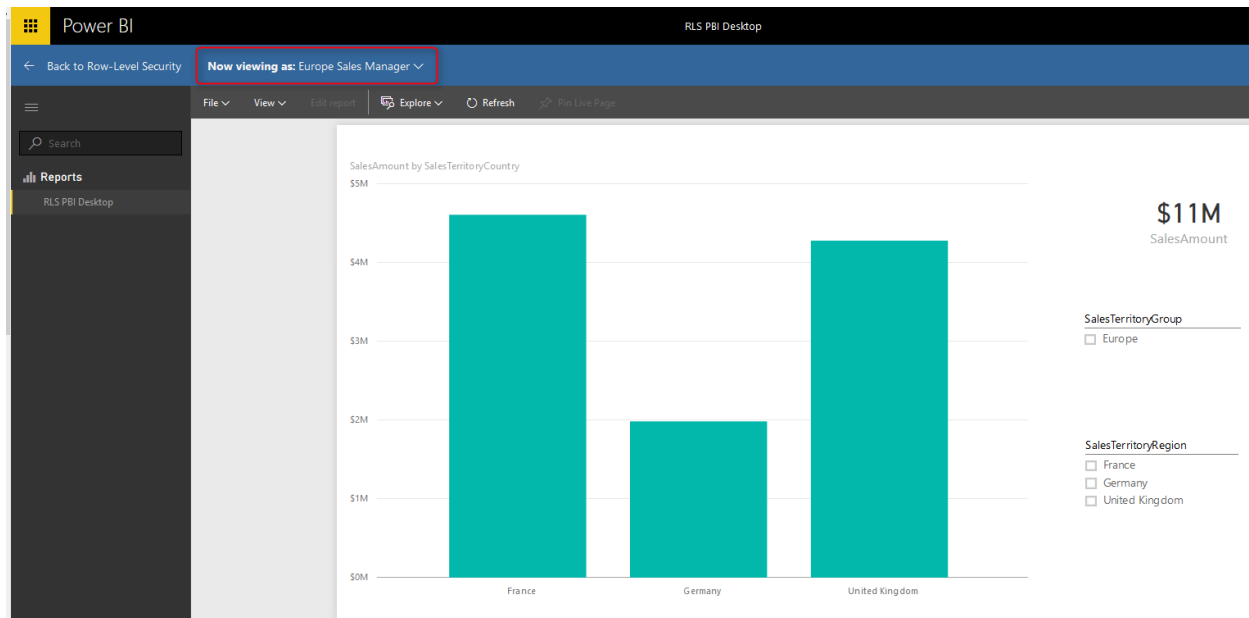 Power BI
RLS PBI Desktop
Back to Row-Level Security
Now viewing as: Europe Sales Manager
File View Edit report Explore Refresh Pin Live Page
Search
Reports
RLS PBI Desktop
SalesAmount by SalesTerritoryCountry
$5M
$4M
$3M
$2M
$1M
$0M
France Germany United Kingdom
$11M
SalesAmount
SalesTerritoryGroup
Europe
SalesTerritoryRegion
France
Germany
United Kingdom